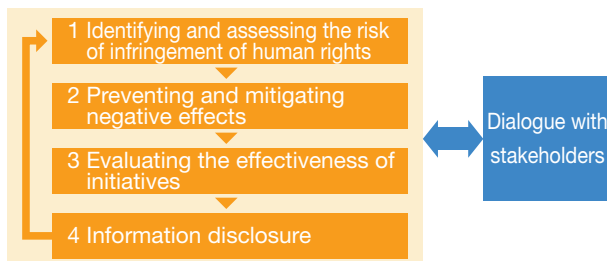 1 Identifying and assessing the risk
of infringement of human rights
2 Preventing and mitigating
negative effects
3 Evaluating the effectiveness of
initiatives
4 Information disclosure
Dialogue with
stakeholders